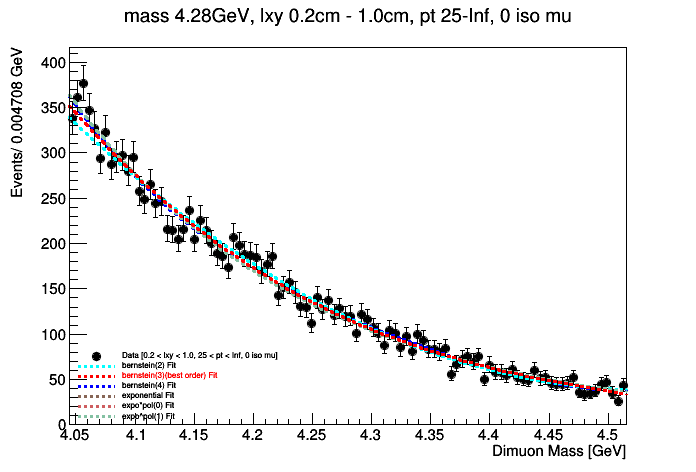 mass 4.28GeV, lxy 0.2cm - 1.0cm, pt 25-Inf, 0 iso mu
Events/ 0.004708 GeV
400
350
300
250
200
150
100
50
0
Data [0.2 < lxy < 1.0, 25 < pt < Inf, 0 iso mu]
bernstein(2) Fit
bernstein(3)(best order) Fit
bernstein(4) Fit
exponential Fit
expo*pol(0) Fit
expo*pol(1) Fit
4.05 4.1 4.15 4.2 4.25 4.3 4.35 4.4 4.45 4.5
Dimuon Mass [GeV]